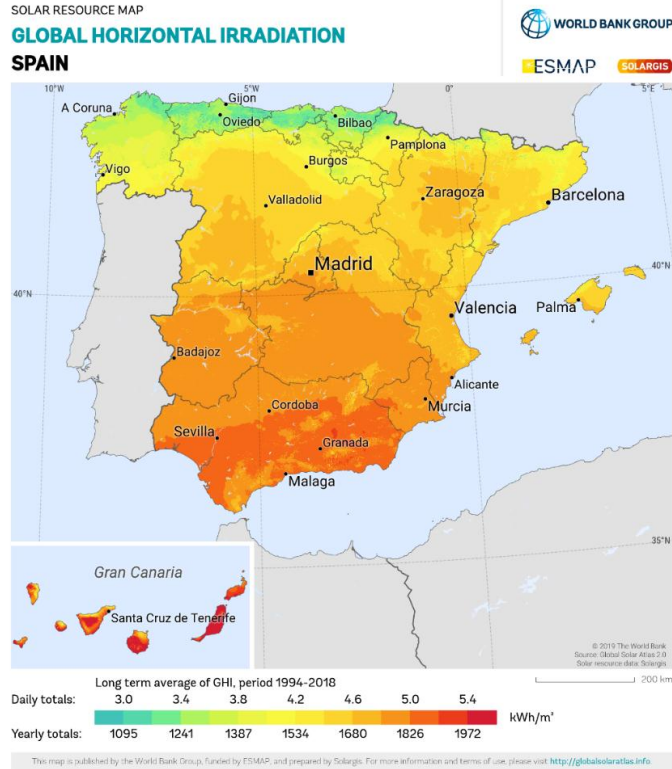 SOLAR RESOURCE MAP
GLOBAL HORIZONTAL IRRADIATION
SPAIN
WORLD BANK GROUP
ESMAP
SOLARGIS
10°W
5°W
0°
5°E
A Coruna
Gijon
Oviedo
Bilbao
Pamplona
Vigo
Burgos
Valladolid
Zaragoza
Barcelona
Madrid
40°N
40°N
Valencia
Palma
Badajoz
Alicante
Cordoba
Murcia
Sevilla
Granada
Malaga
35°N
Gran Canaria
Santa Cruz de Tenerife
© 2019 The World Bank
Source: Global Solar Atlas 2.0
Solar resource data: Solargis
200 km
Long term average of GHI, period 1994-2018
Daily totals: 3.0 3.4 3.8 4.2 4.6 5.0 5.4
kWh/m²
Yearly totals: 1095 1241 1387 1534 1680 1826 1972
This map is published by the World Bank Group, funded by ESMAP, and prepared by Solargis. For more information and terms of use, please visit http://globalsolaratlas.info.